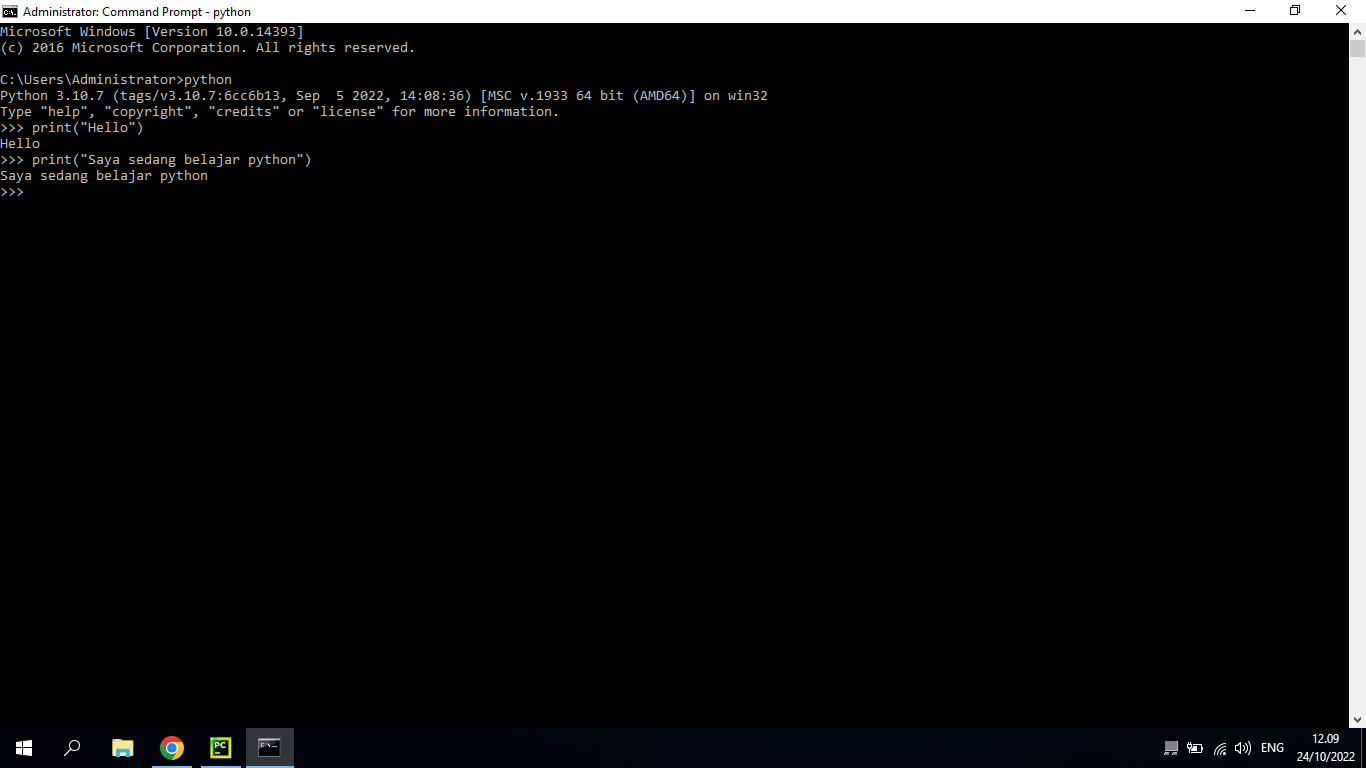 Administrator: Command Prompt - python
Microsoft Windows [Version 10.0.14393]
(c) 2016 Microsoft Corporation. All rights reserved.
C:\Users\Administrator>python
Python 3.10.7 (tags/v3.10.7:6cc6b13, Sep  5 2022, 14:08:36) [MSC v.1933 64 bit (AMD64)] on win32
Type "help", "copyright", "credits" or "license" for more information.
>>> print("Hello")
Hello
>>> print("Saya sedang belajar python")
Saya sedang belajar python
>>>
PC
ENG
12.09
24/10/2022